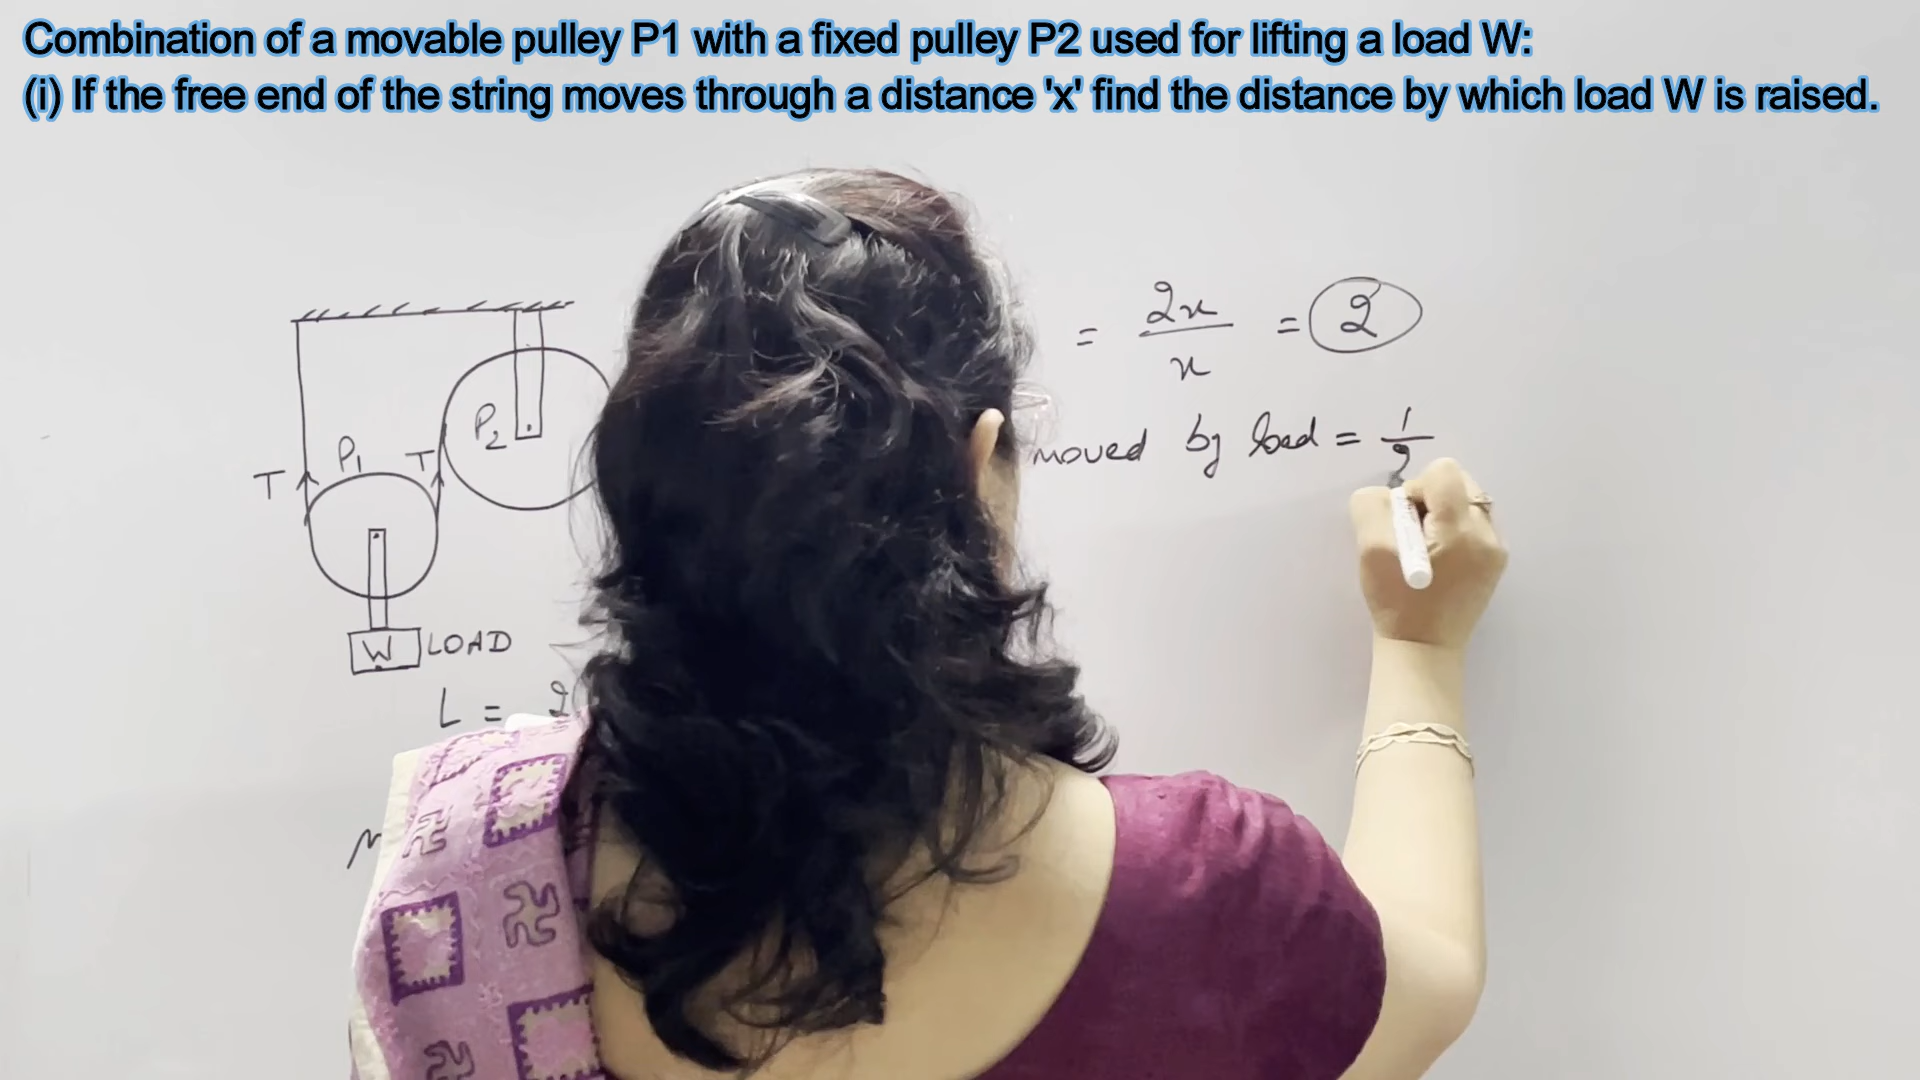 Combination of a movable pulley P1 with a fixed pulley P2 used for lifting a load W:
(i) If the free end of the string moves through a distance 'x' find the distance by which load W is raised.
= 2x/x = 2
moved by load = 1/2
P2
P1
T
T
W
LOAD
L = 2
M